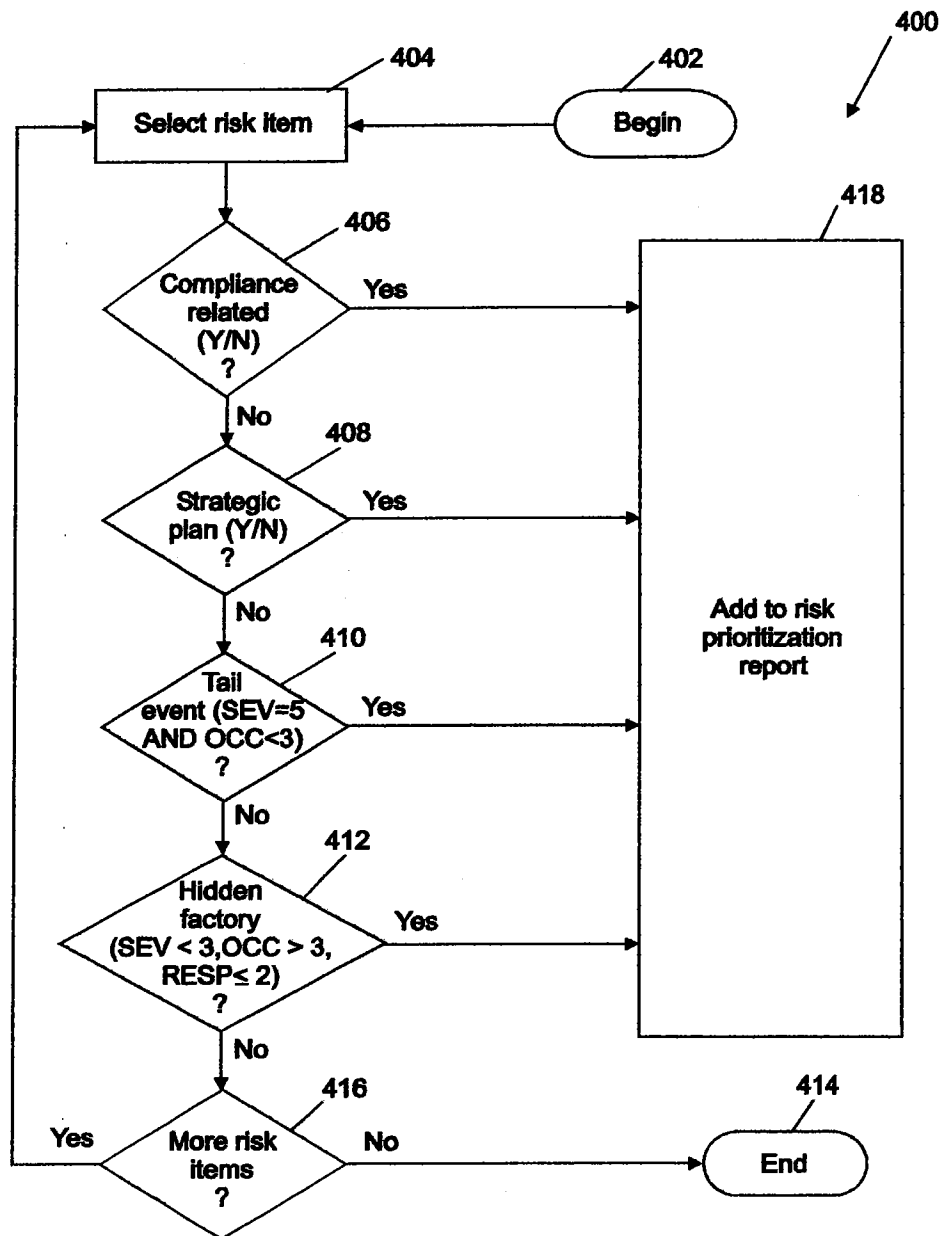 400
404
402
Select risk item
Begin
406
418
Compliance
related
(Y/N)
?
Yes
No
408
Strategic
plan (Y/N)
?
Yes
No
410
Tail
event (SEV=5
AND OCC<3)
?
Yes
Add to risk
prioritization
report
No
412
Hidden
factory
(SEV < 3,OCC > 3,
RESP≤ 2)
?
Yes
No
416
414
Yes
More risk
items
?
No
End